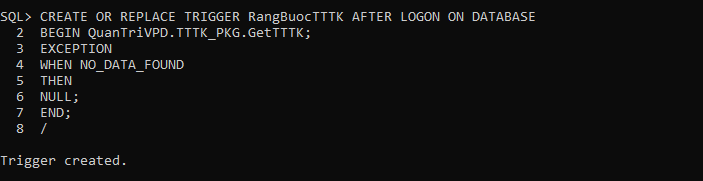 SQL> CREATE OR REPLACE TRIGGER RangBuocTTTK AFTER LOGON ON DATABASE
  2  BEGIN QuanTriVPD.TTTK_PKG.GetTTTK;
  3  EXCEPTION
  4  WHEN NO_DATA_FOUND
  5  THEN
  6  NULL;
  7  END;
  8  /
Trigger created.